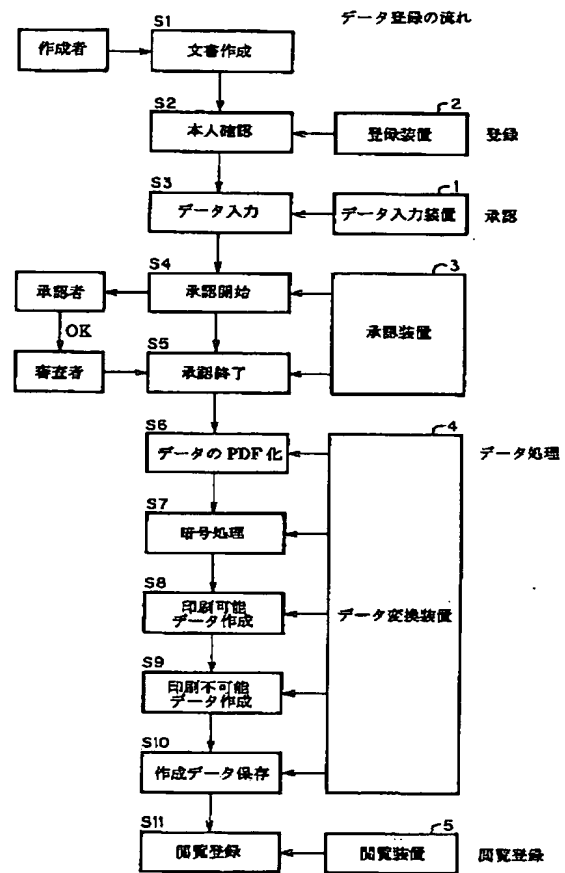 データ登録の流れ
S1
作成者
文書作成
S2
2
本人確認
登録装置
登録
S3
1
データ入力
データ入力装置
承認
S4
3
承認者
承認開始
承認装置
OK
S5
審査者
承認終了
S6
4
データのPDF化
データ処理
S7
暗号処理
S8
印刷可能
データ作成
データ変換装置
S9
印刷不可能
データ作成
S10
作成データ保存
S11
5
閲覧登録
閲覧装置
閲覧登録